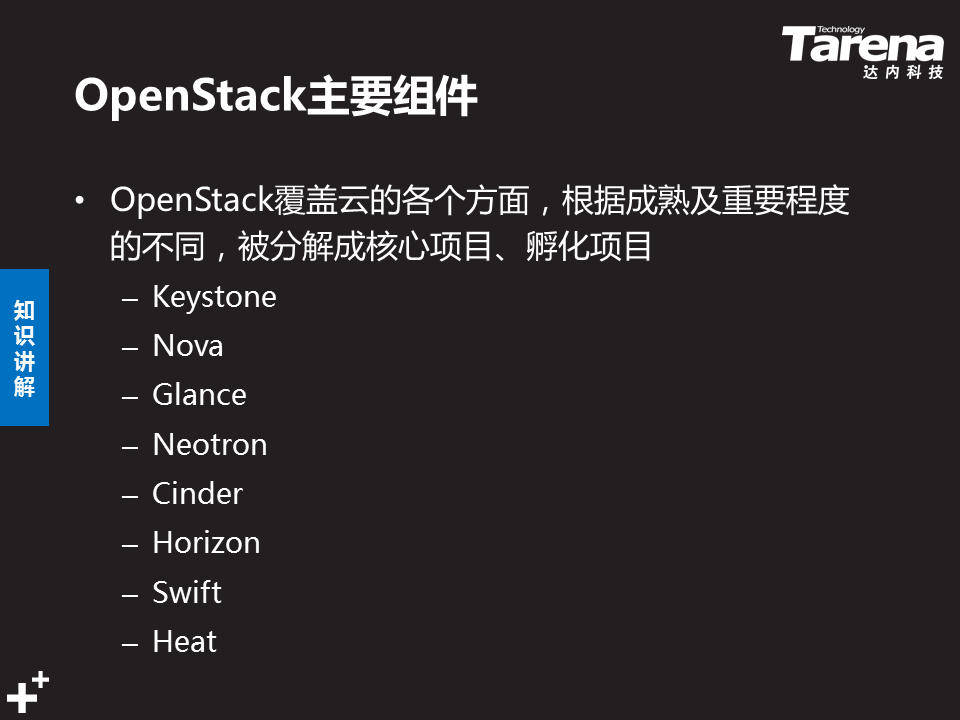 Technology
Tarena
达内科技
OpenStack主要组件
• OpenStack覆盖云的各个方面，根据成熟及重要程度
的不同，被分解成核心项目、孵化项目
– Keystone
– Nova
– Glance
– Neotron
– Cinder
– Horizon
– Swift
– Heat
知识讲解